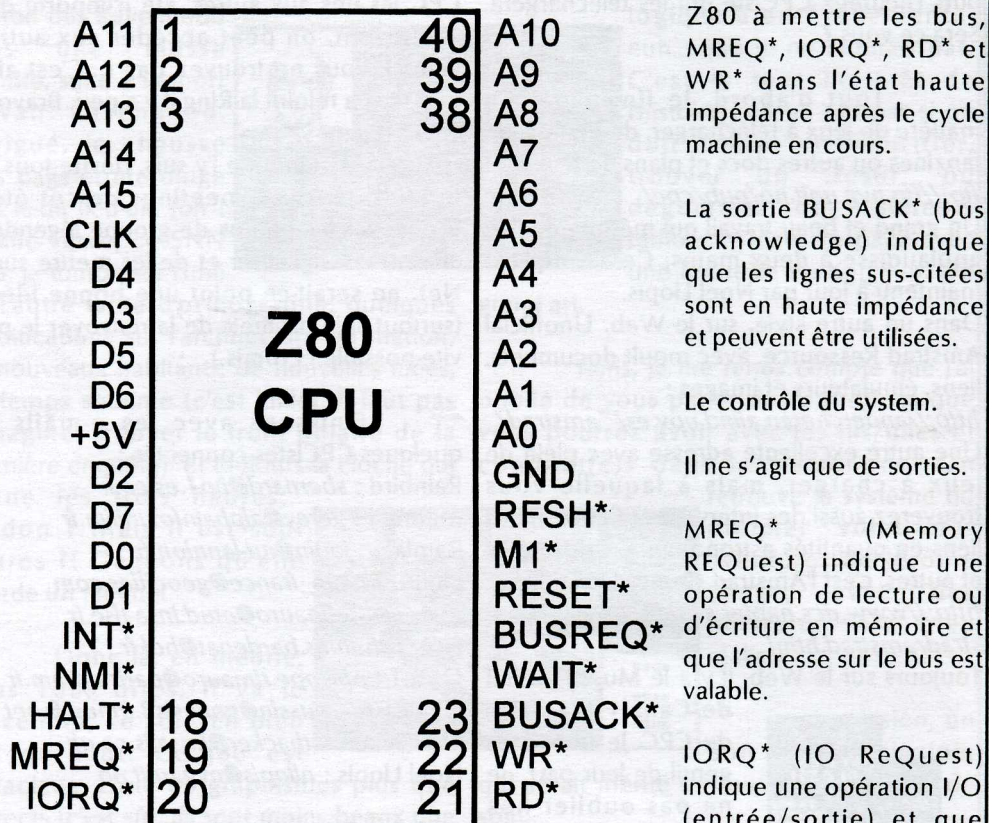 A11 1 40 A10
A12 2 39 A9
A13 3 38 A8
A14 A7
A15 A6
CLK A5
D4 A4
D3 A3
D5 A2
D6 A1
+5V A0
D2 GND
D7 RFSH*
D0 M1*
D1 RESET*
INT* BUSREQ*
NMI* WAIT*
HALT* 18 23 BUSACK*
MREQ* 19 22 WR*
IORQ* 20 21 RD*
Z80
CPU
Z80 à mettre les bus,
MREQ*, IORQ*, RD* et
WR* dans l'état haute
impédance après le cycle
machine en cours.
La sortie BUSACK* (bus
acknowledge) indique
que les lignes sus-citées
sont en haute impédance
et peuvent être utilisées.
Le contrôle du system.
Il ne s'agit que de sorties.
MREQ* (Memory
REQuest) indique une
opération de lecture ou
d'écriture en mémoire et
que l'adresse sur le bus est
valable.
IORQ* (IO ReQuest)
indique une opération I/O
(entrée/sortie) et que